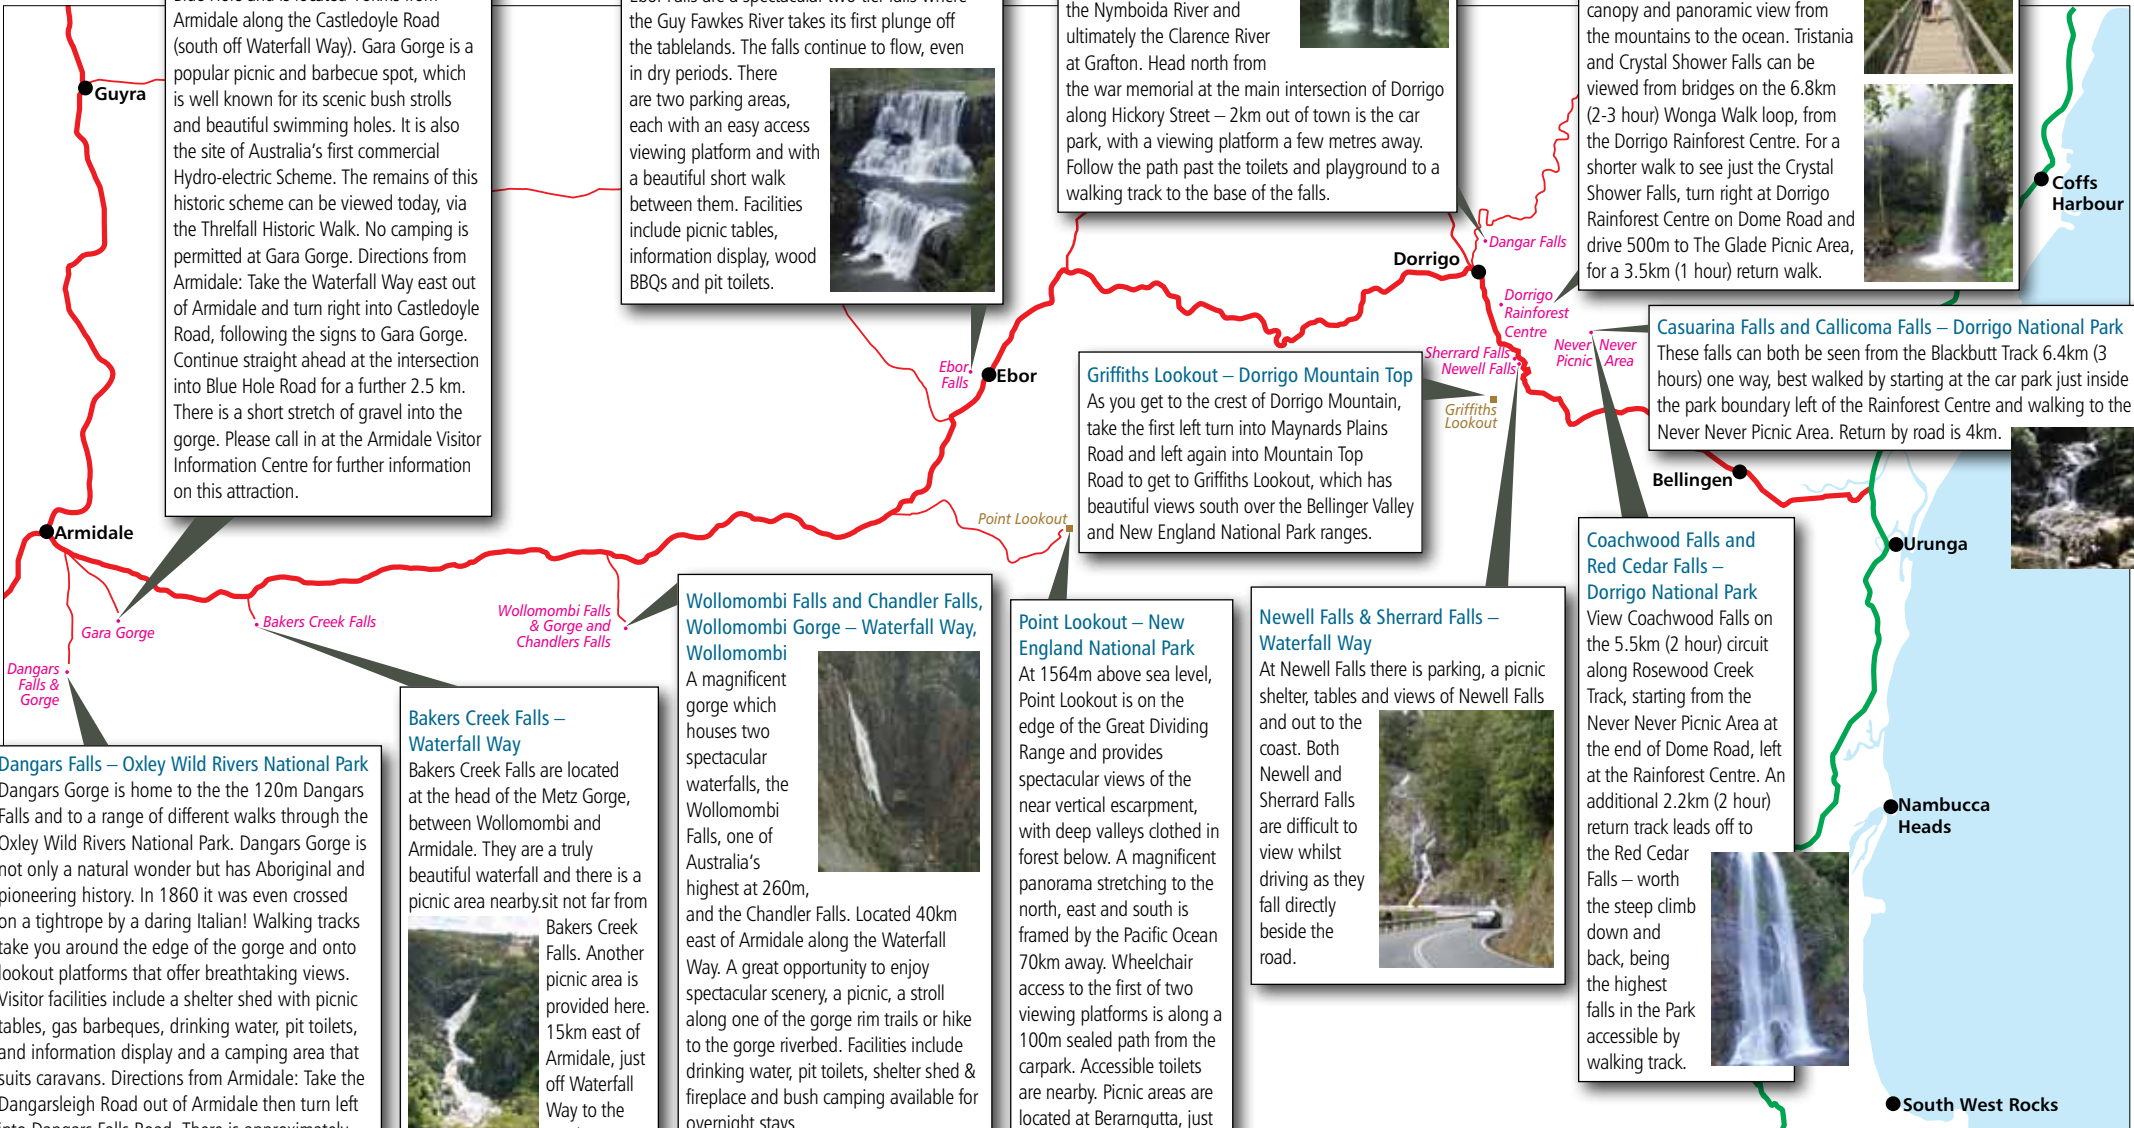 Blue Hole and is located 10kms from
Armidale along the Castledoyle Road
(south off Waterfall Way). Gara Gorge is a
popular picnic and barbecue spot, which
is well known for its scenic bush strolls
and beautiful swimming holes. It is also
the site of Australia's first commercial
Hydro-electric Scheme. The remains of this
historic scheme can be viewed today, via
the Threlfall Historic Walk. No camping is
permitted at Gara Gorge. Directions from
Armidale: Take the Waterfall Way east out
of Armidale and turn right into Castledoyle
Road, following the signs to Gara Gorge.
Continue straight ahead at the intersection
into Blue Hole Road for a further 2.5 km.
There is a short stretch of gravel into the
gorge. Please call in at the Armidale Visitor
Information Centre for further information
on this attraction.
Ebor Falls are a spectacular two tier falls where
the Guy Fawkes River takes its first plunge off
the tablelands. The falls continue to flow, even
in dry periods. There
are two parking areas,
each with an easy access
viewing platform and with
a beautiful short walk
between them. Facilities
include picnic tables,
information display, wood
BBQs and pit toilets.
the Nymboida River and
ultimately the Clarence River
at Grafton. Head north from
the war memorial at the main intersection of Dorrigo
along Hickory Street – 2km out of town is the car
park, with a viewing platform a few metres away.
Follow the path past the toilets and playground to a
walking track to the base of the falls.
canopy and panoramic view from
the mountains to the ocean. Tristania
and Crystal Shower Falls can be
viewed from bridges on the 6.8km
(2-3 hour) Wonga Walk loop, from
the Dorrigo Rainforest Centre. For a
shorter walk to see just the Crystal
Shower Falls, turn right at Dorrigo
Rainforest Centre on Dome Road and
drive 500m to The Glade Picnic Area,
for a 3.5km (1 hour) return walk.
Guyra
Coffs
Harbour
Dangar Falls
Dorrigo
Dorrigo
Rainforest
Centre
Sherrard Falls
Newell Falls
Never Never
Picnic Area
Ebor
Falls
Ebor
Griffiths
Lookout
Casuarina Falls and Callicoma Falls – Dorrigo National Park
These falls can both be seen from the Blackbutt Track 6.4km (3
hours) one way, best walked by starting at the car park just inside
the park boundary left of the Rainforest Centre and walking to the
Never Never Picnic Area. Return by road is 4km.
Griffiths Lookout – Dorrigo Mountain Top
As you get to the crest of Dorrigo Mountain,
take the first left turn into Maynards Plains
Road and left again into Mountain Top
Road to get to Griffiths Lookout, which has
beautiful views south over the Bellinger Valley
and New England National Park ranges.
Bellingen
Point Lookout
Armidale
Urunga
Gara Gorge
Bakers Creek Falls
Wollomombi Falls
& Gorge and
Chandlers Falls
Dangars
Falls &
Gorge
Nambucca
Heads
South West Rocks
Dangars Falls – Oxley Wild Rivers National Park
Dangars Gorge is home to the the 120m Dangars
Falls and to a range of different walks through the
Oxley Wild Rivers National Park. Dangars Gorge is
not only a natural wonder but has Aboriginal and
pioneering history. In 1860 it was even crossed
on a tightrope by a daring Italian! Walking tracks
take you around the edge of the gorge and onto
lookout platforms that offer breathtaking views.
Visitor facilities include a shelter shed with picnic
tables, gas barbeques, drinking water, pit toilets,
and information display and a camping area that
suits caravans. Directions from Armidale: Take the
Dangarsleigh Road out of Armidale then turn left
into Dangars Falls Road. There is approximately
Bakers Creek Falls –
Waterfall Way
Bakers Creek Falls are located
at the head of the Metz Gorge,
between Wollomombi and
Armidale. They are a truly
beautiful waterfall and there is a
picnic area nearby.sit not far from
Bakers Creek
Falls. Another
picnic area is
provided here.
15km east of
Armidale, just
off Waterfall
Way to the
Wollomombi Falls and Chandler Falls,
Wollomombi Gorge – Waterfall Way,
Wollomombi
A magnificent
gorge which
houses two
spectacular
waterfalls, the
Wollomombi
Falls, one of
Australia's
highest at 260m,
and the Chandler Falls. Located 40km
east of Armidale along the Waterfall
Way. A great opportunity to enjoy
spectacular scenery, a picnic, a stroll
along one of the gorge rim trails or hike
to the gorge riverbed. Facilities include
drinking water, pit toilets, shelter shed &
fireplace and bush camping available for
overnight stays
Point Lookout – New
England National Park
At 1564m above sea level,
Point Lookout is on the
edge of the Great Dividing
Range and provides
spectacular views of the
near vertical escarpment,
with deep valleys clothed in
forest below. A magnificent
panorama stretching to the
north, east and south is
framed by the Pacific Ocean
70km away. Wheelchair
access to the first of two
viewing platforms is along a
100m sealed path from the
carpark. Accessible toilets
are nearby. Picnic areas are
located at Berarngutta, just
Newell Falls & Sherrard Falls –
Waterfall Way
At Newell Falls there is parking, a picnic
shelter, tables and views of Newell Falls
and out to the
coast. Both
Newell and
Sherrard Falls
are difficult to
view whilst
driving as they
fall directly
beside the
road.
Coachwood Falls and
Red Cedar Falls –
Dorrigo National Park
View Coachwood Falls on
the 5.5km (2 hour) circuit
along Rosewood Creek
Track, starting from the
Never Never Picnic Area at
the end of Dome Road, left
at the Rainforest Centre. An
additional 2.2km (2 hour)
return track leads off to
the Red Cedar
Falls – worth
the steep climb
down and
back, being
the highest
falls in the Park
accessible by
walking track.